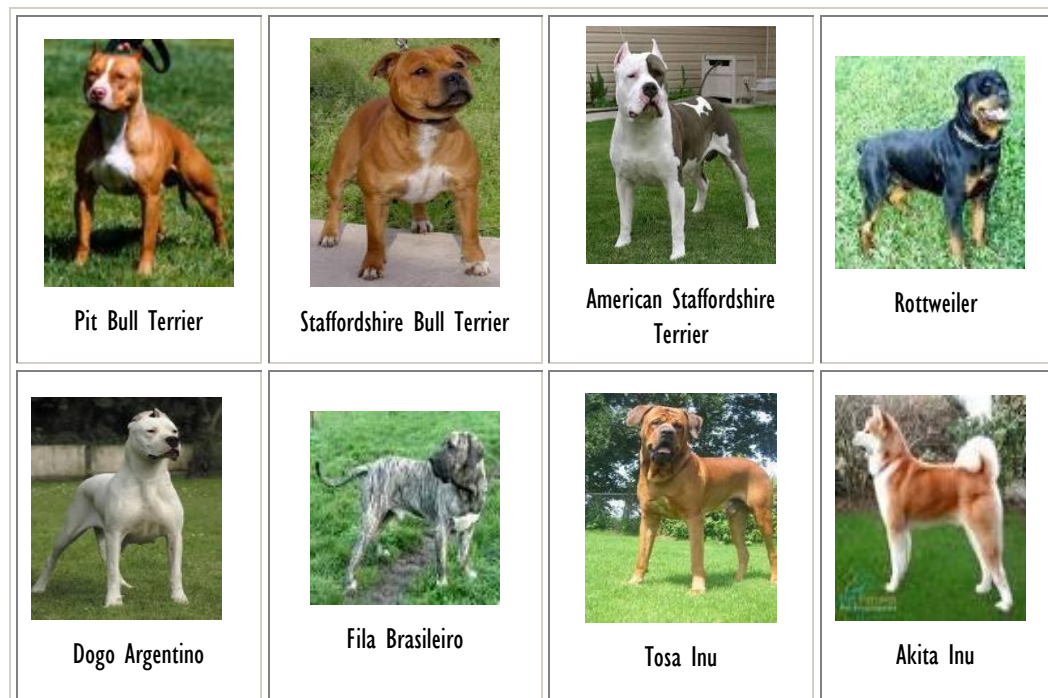 Pit Bull Terrier
Staffordshire Bull Terrier
American Staffordshire
Terrier
Rottweiler
Dogo Argentino
Fila Brasileiro
Tosa Inu
Akita Inu